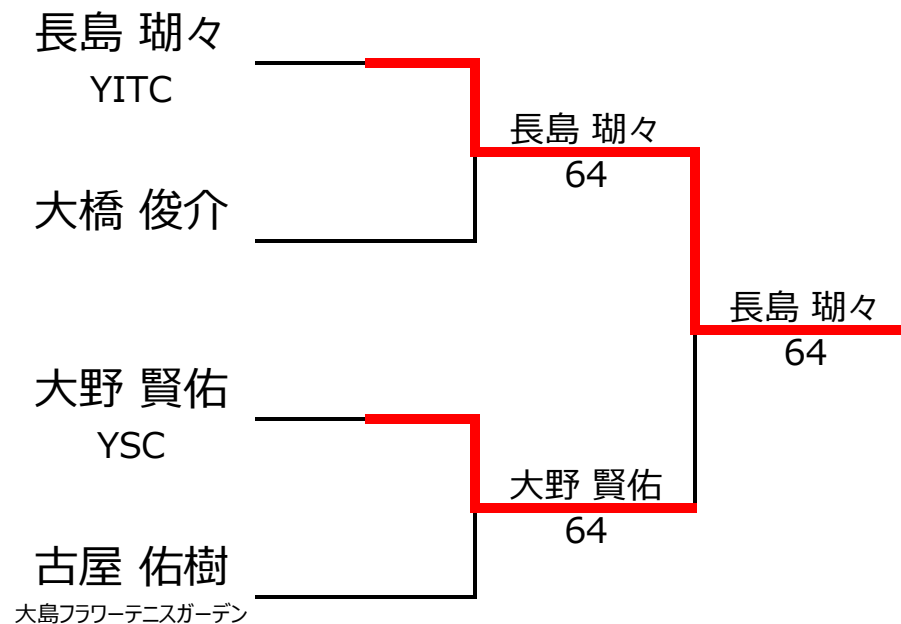 長島 瑚々
YITC
長島 瑚々
64
大橋 俊介
長島 瑚々
64
大野 賢佑
YSC
大野 賢佑
64
古屋 佑樹
大島フラワーテニスガーデン